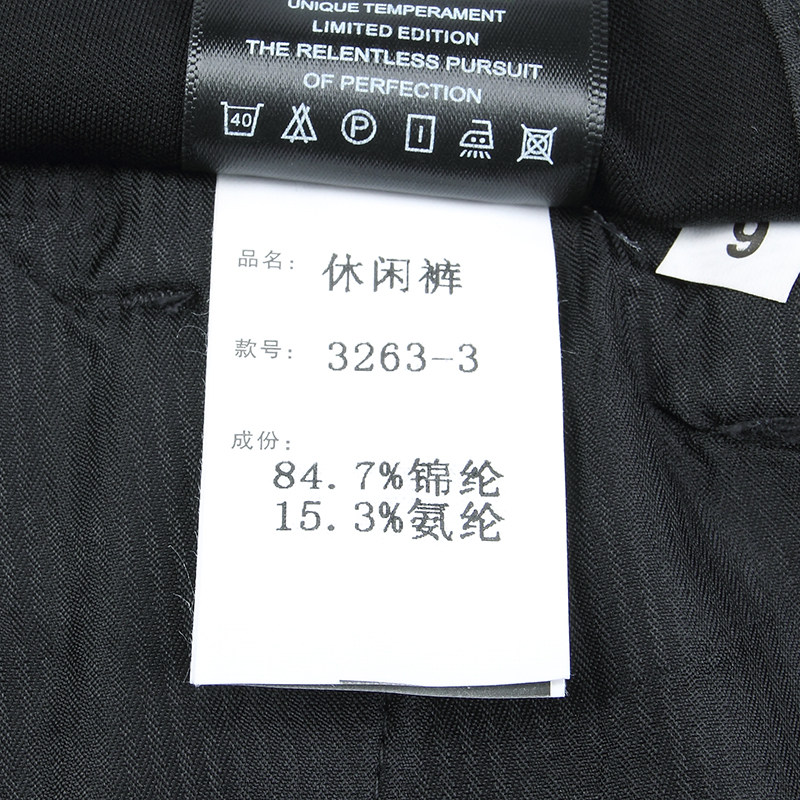 UNIQUE TEMPERAMENT
LIMITED EDITION
THE RELENTLESS PURSUIT
OF PERFECTION
40 P
品名: 休闲裤
款号: 3263-3
成份:
84.7%锦纶
15.3%氨纶
9